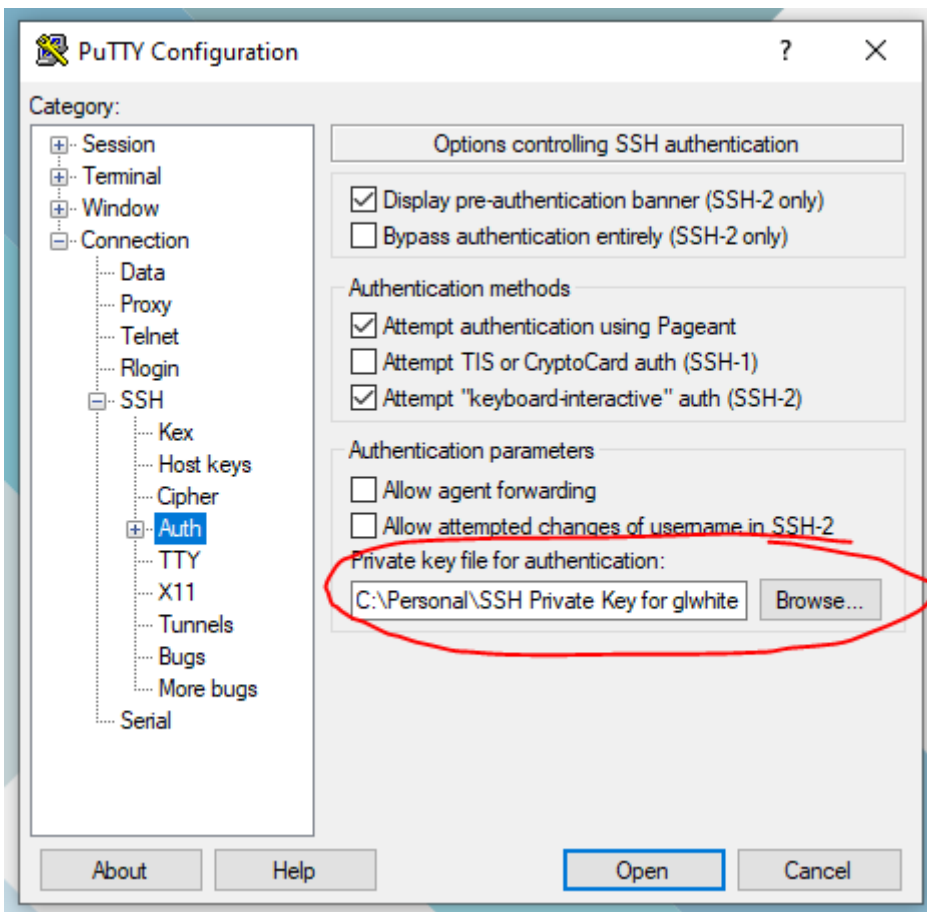 PuTTY Configuration
?
Category:
Session
Terminal
Window
Connection
Data
Proxy
Telnet
Rlogin
SSH
Kex
Host keys
Cipher
Auth
TTY
X11
Tunnels
Bugs
More bugs
Serial
Options controlling SSH authentication
Display pre-authentication banner (SSH-2 only)
Bypass authentication entirely (SSH-2 only)
Authentication methods
Attempt authentication using Pageant
Attempt TIS or CryptoCard auth (SSH-1)
Attempt "keyboard-interactive" auth (SSH-2)
Authentication parameters
Allow agent forwarding
Allow attempted changes of username in SSH-2
Private key file for authentication:
C:\Personal\SSH Private Key for glwhite
Browse...
About
Help
Open
Cancel